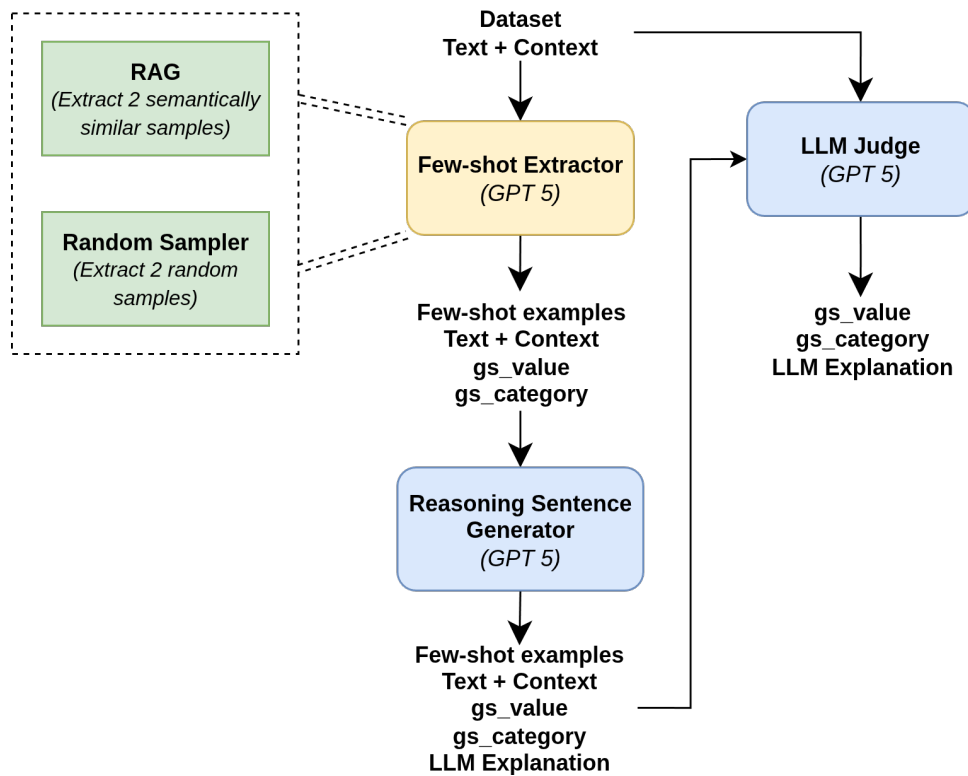 RAG
(Extract 2 semantically
similar samples)
Random Sampler
(Extract 2 random
samples)
Dataset
Text + Context
Few-shot Extractor
(GPT 5)
Few-shot examples
Text + Context
gs_value
gs_category
Reasoning Sentence
Generator
(GPT 5)
Few-shot examples
Text + Context
gs_value
gs_category
LLM Explanation
LLM Judge
(GPT 5)
gs_value
gs_category
LLM Explanation